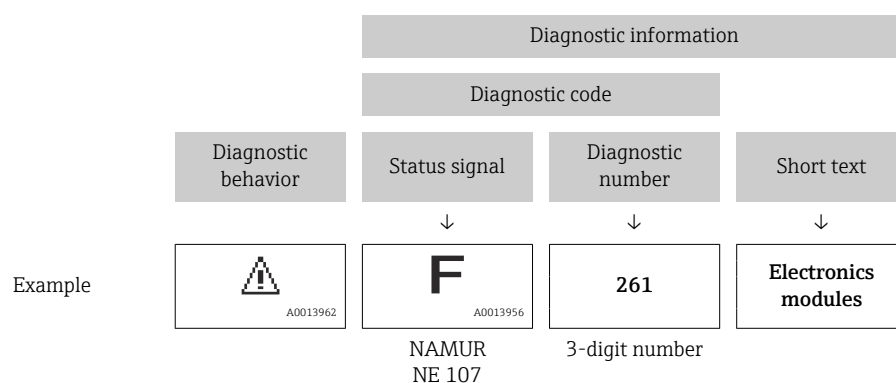 Diagnostic information
Diagnostic code
Diagnostic
behavior
Status signal
Diagnostic
number
Short text
↓
↓
↓
Example
A0013962
F
A0013956
261
Electronics
modules
NAMUR
NE 107
3-digit number